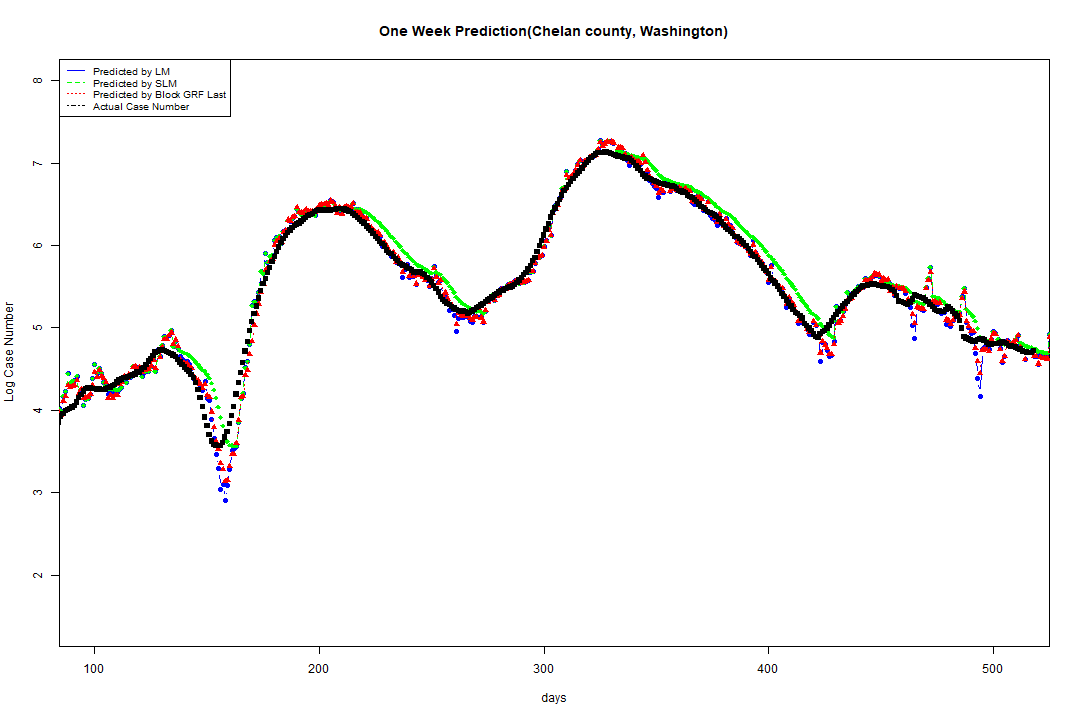 One Week Prediction(Chelan county, Washington)
Predicted by LM
Predicted by SLM
Predicted by Block GRF Last
Actual Case Number
8
7
6
5
4
3
2
Log Case Number
100 200 300 400 500
days